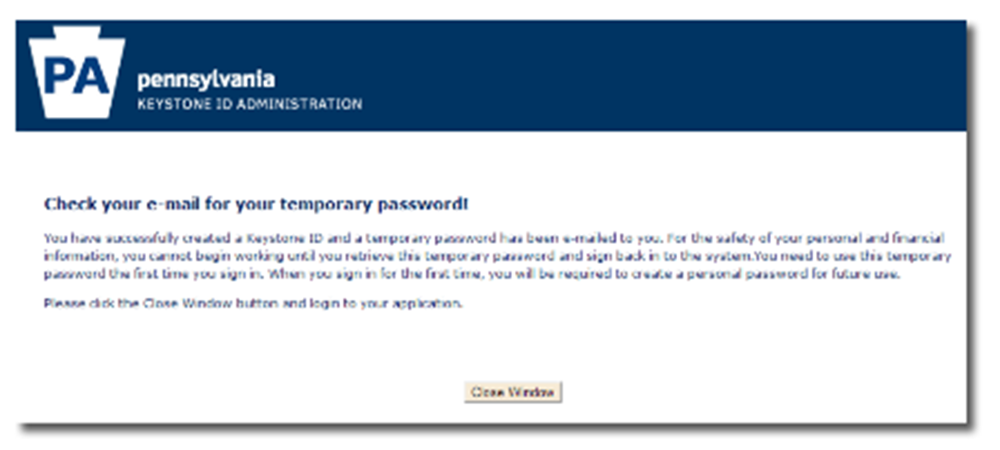 PA
pennsylvania
KEYSTONE ID ADMINISTRATION
Check your e-mail for your temporary password!
You have successfully created a Keystone ID and a temporary password has been e-mailed to you. For the safety of your personal and financial
information, you cannot begin working until you retrieve this temporary password and sign back in to the system.You need to use this temporary
password the first time you sign in. When you sign in for the first time, you will be required to create a personal password for future use.
Please click the Close Window button and login to your application.
Close Window